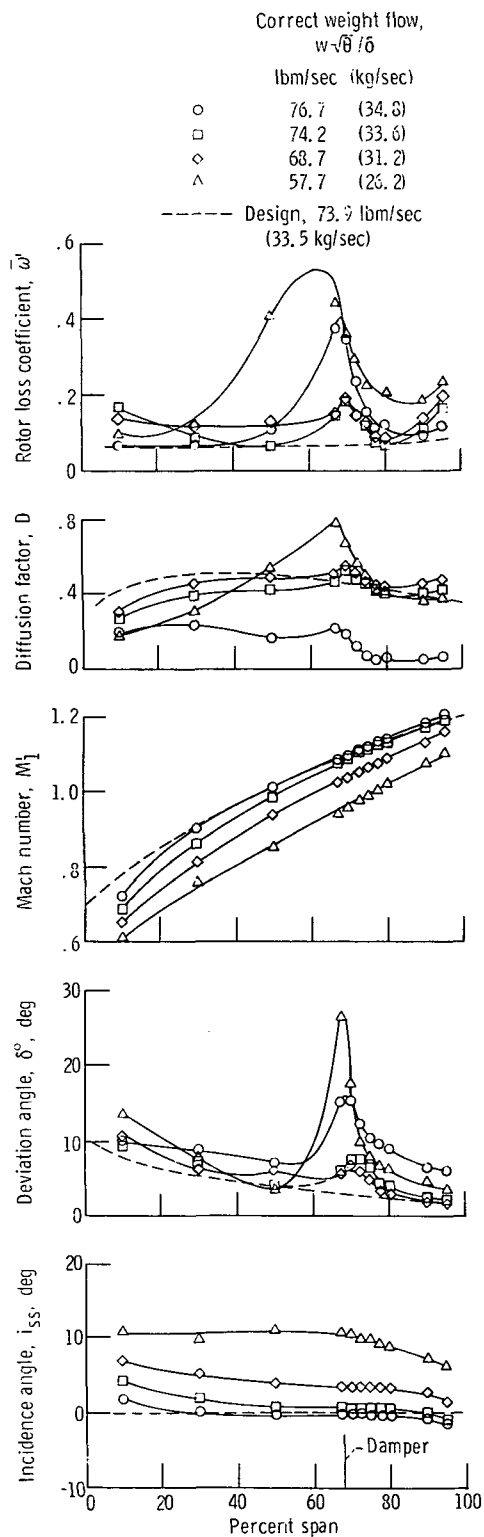 Correct weight flow,
w√θ/δ
lbm/sec (kg/sec)
○ 76.7 (34.8)
□ 74.2 (33.6)
◇ 68.7 (31.2)
△ 57.7 (26.2)
Design, 73.9 lbm/sec
(33.5 kg/sec)
Rotor loss coefficient, ω̄'
.6
.4
.2
0
Diffusion factor, D
.8
.4
0
Mach number, M'1
1.2
1.0
.8
.6
Deviation angle, δ°, deg
30
20
10
0
Incidence angle, iss, deg
20
10
0
-10
Damper
0 20 40 60 80 100
Percent span